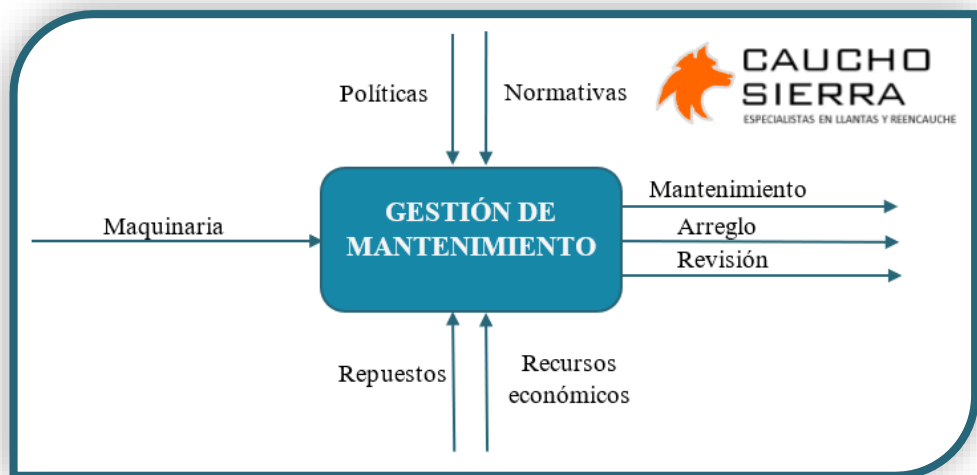 CAUCHO
SIERRA
ESPECIALISTAS EN LLANTAS Y REENCAUCHE
Políticas
Normativas
Maquinaria
GESTIÓN DE
MANTENIMIENTO
Mantenimiento
Arreglo
Revisión
Repuestos
Recursos
económicos